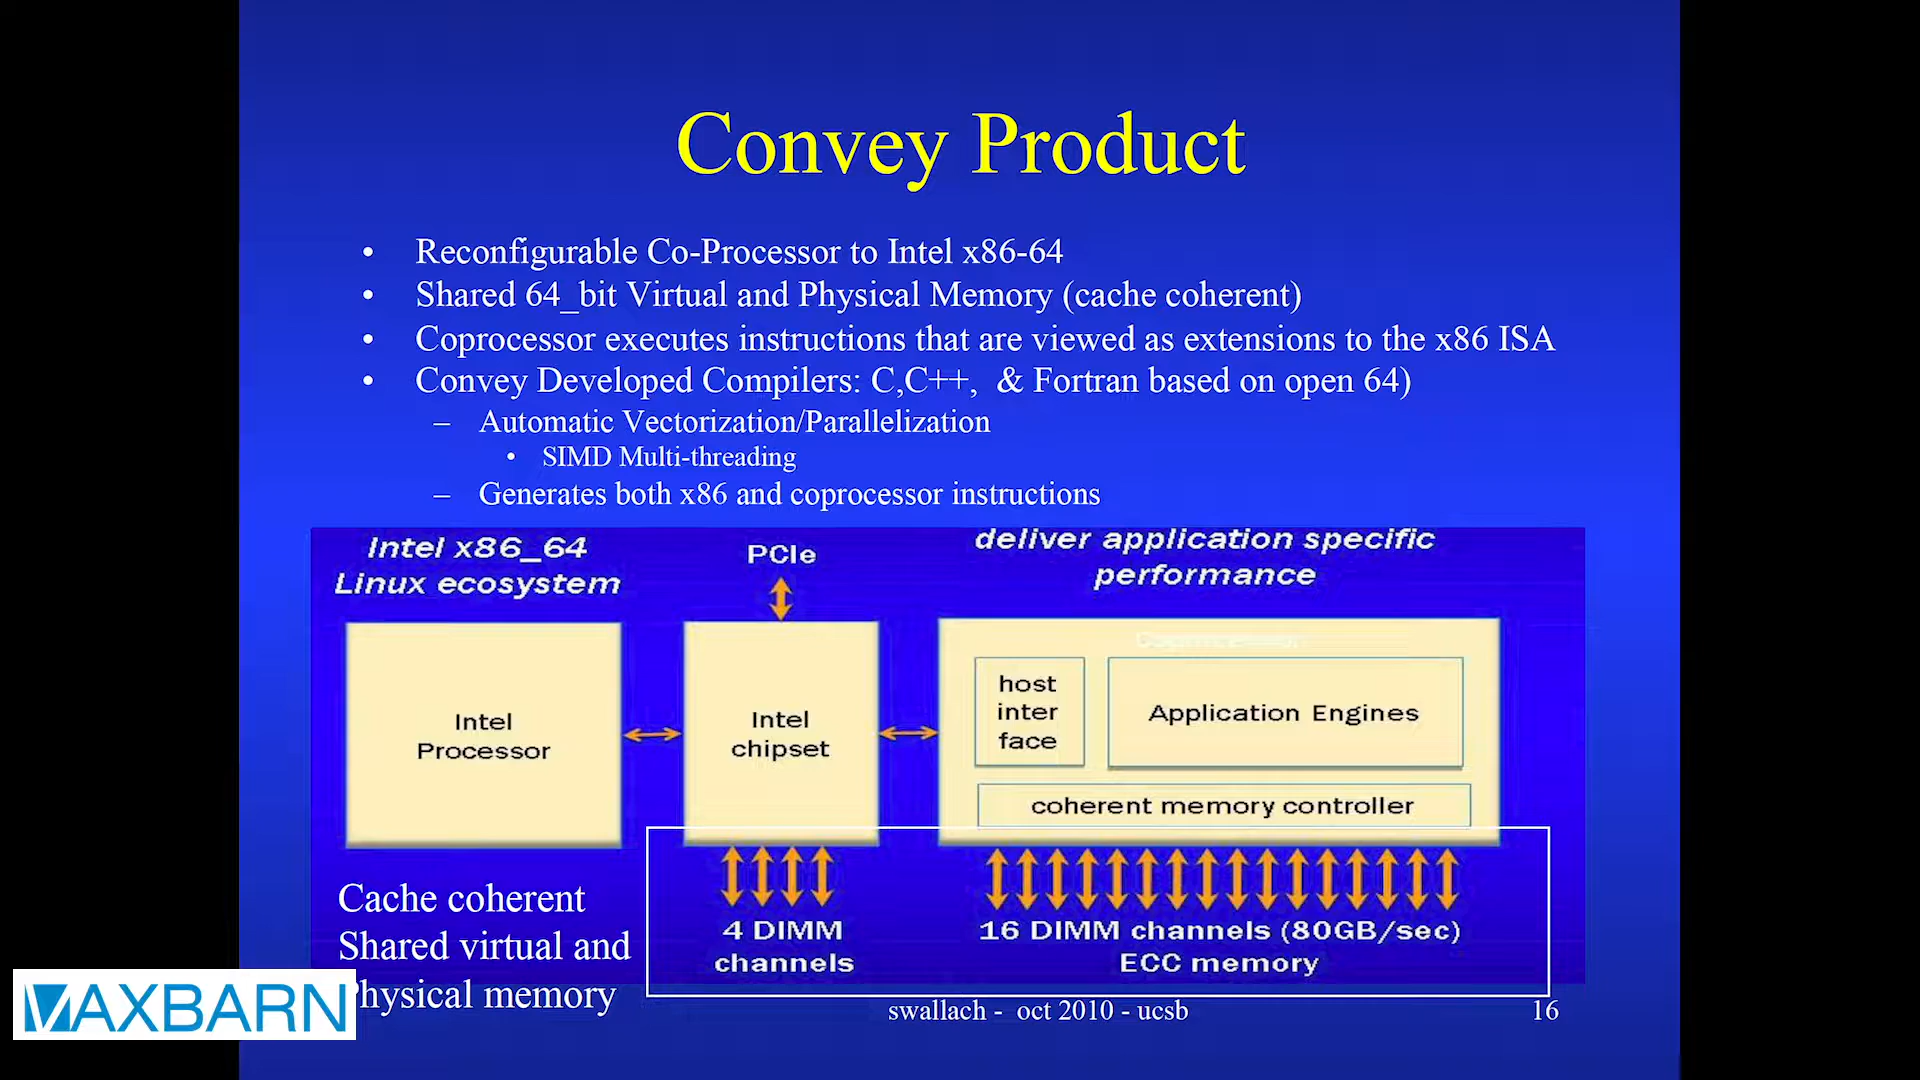 Convey Product
• Reconfigurable Co-Processor to Intel x86-64
• Shared 64_bit Virtual and Physical Memory (cache coherent)
• Coprocessor executes instructions that are viewed as extensions to the x86 ISA
• Convey Developed Compilers: C,C++, & Fortran based on open 64)
– Automatic Vectorization/Parallelization
• SIMD Multi-threading
– Generates both x86 and coprocessor instructions
Intel x86_64
Linux ecosystem
PCIe
deliver application specific
performance
Intel
Processor
Intel
chipset
host
inter
face
Application Engines
coherent memory controller
4 DIMM
channels
16 DIMM channels (80GB/sec)
ECC memory
Cache coherent
Shared virtual and
Physical memory
VAXBARN
swallach - oct 2010 - ucsb
16